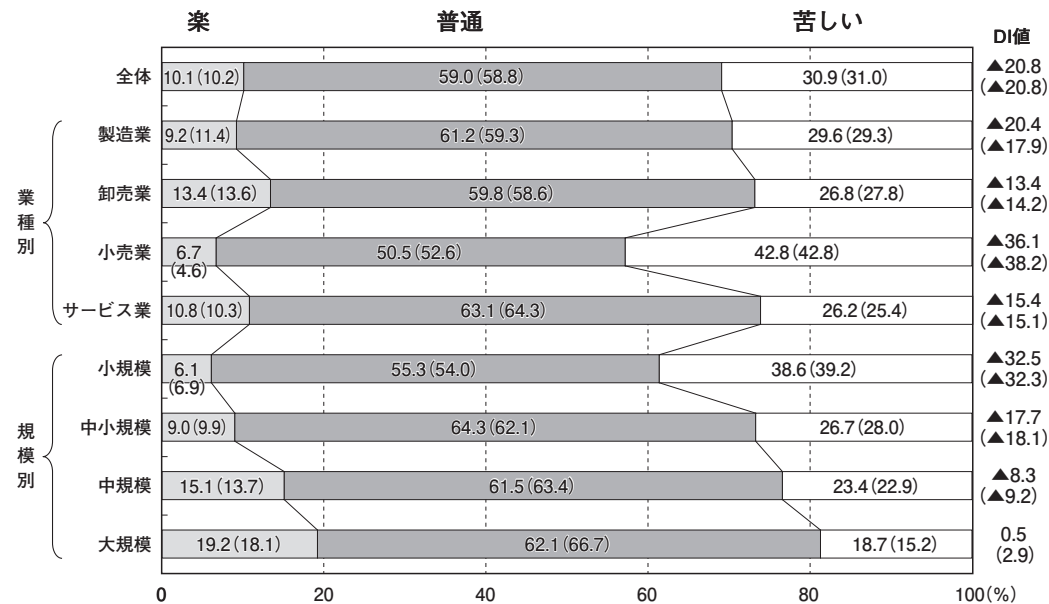 楽 普通 苦しい
DI値
全体 10.1(10.2) 59.0(58.8) 30.9(31.0) ▲20.8
(▲20.8)
業種別
製造業 9.2(11.4) 61.2(59.3) 29.6(29.3) ▲20.4
(▲17.9)
卸売業 13.4(13.6) 59.8(58.6) 26.8(27.8) ▲13.4
(▲14.2)
小売業 6.7 50.5(52.6) 42.8(42.8) ▲36.1
(4.6) (▲38.2)
サービス業 10.8(10.3) 63.1(64.3) 26.2(25.4) ▲15.4
(▲15.1)
規模別
小規模 6.1 55.3(54.0) 38.6(39.2) ▲32.5
(6.9) (▲32.3)
中小規模 9.0(9.9) 64.3(62.1) 26.7(28.0) ▲17.7
(▲18.1)
中規模 15.1(13.7) 61.5(63.4) 23.4(22.9) ▲8.3
(▲9.2)
大規模 19.2(18.1) 62.1(66.7) 18.7(15.2) 0.5
(2.9)
0 20 40 60 80 100(%)